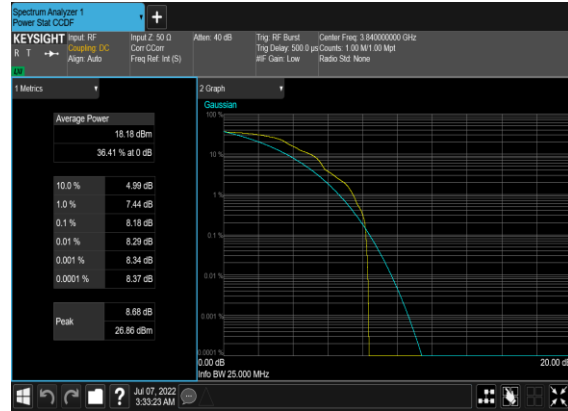 Spectrum Analyzer 1
Power Stat CCDF
KEYSIGHT
R T
LXI
Input: RF
Coupling: DC
Align: Auto
Input Z: 50 Ω
Corr CCorr
Freq Ref: Int (S)
Atten: 40 dB
Trig: RF Burst
Trig Delay: 500.0 µs
#IF Gain: Low
Center Freq: 3.840000000 GHz
Counts: 1.00 M/1.00 Mpt
Radio Std: None
1 Metrics
Average Power
18.18 dBm
36.41 % at 0 dB
10.0 % 4.99 dB
1.0 % 7.44 dB
0.1 % 8.18 dB
0.01 % 8.29 dB
0.001 % 8.34 dB
0.0001 % 8.37 dB
Peak
8.68 dB
26.86 dBm
2 Graph
Gaussian
100 %
10 %
1 %
0.1 %
0.01 %
0.001 %
0.0001 %
0.00 dB
20.00 dB
Info BW 25.000 MHz
?
Jul 07, 2022
3:33:23 AM